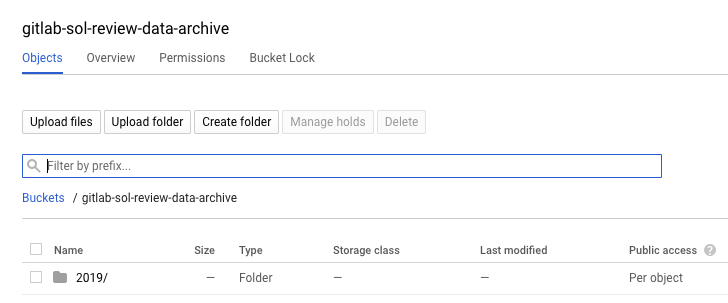 gitlab-sol-review-data-archive
Objects Overview Permissions Bucket Lock
Upload files Upload folder Create folder Manage holds Delete
Filter by prefix...
Buckets / gitlab-sol-review-data-archive
Name Size Type Storage class Last modified Public access ?
2019/ — Folder — — Per object